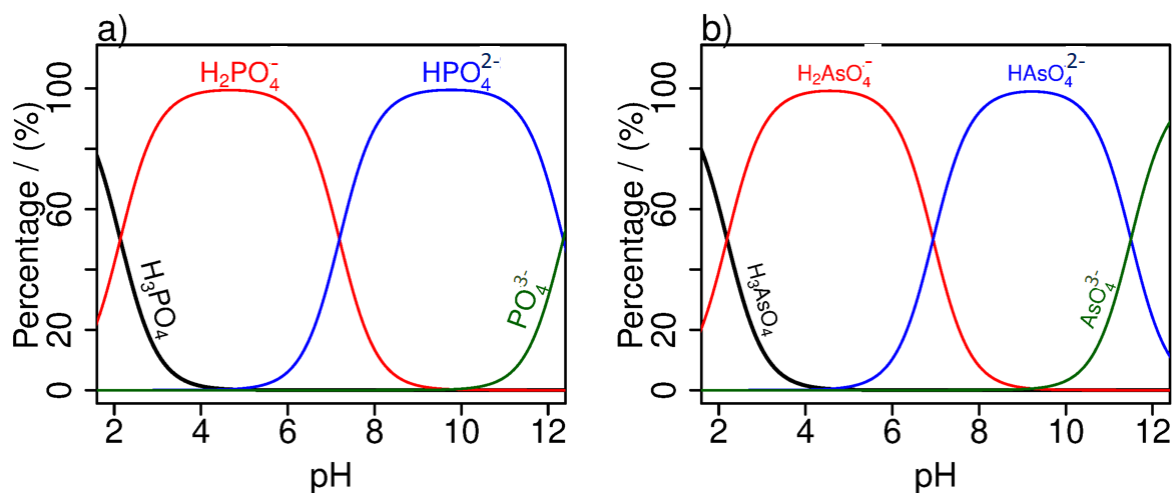 a)
Percentage / (%)
100
60
20
0
H₂PO₄⁻
HPO₄²⁻
H₃PO₄
PO₄³⁻
2 4 6 8 10 12
pH
b)
Percentage / (%)
100
60
20
0
H₂AsO₄⁻
HAsO₄²⁻
H₃AsO₄
AsO₄³⁻
2 4 6 8 10 12
pH